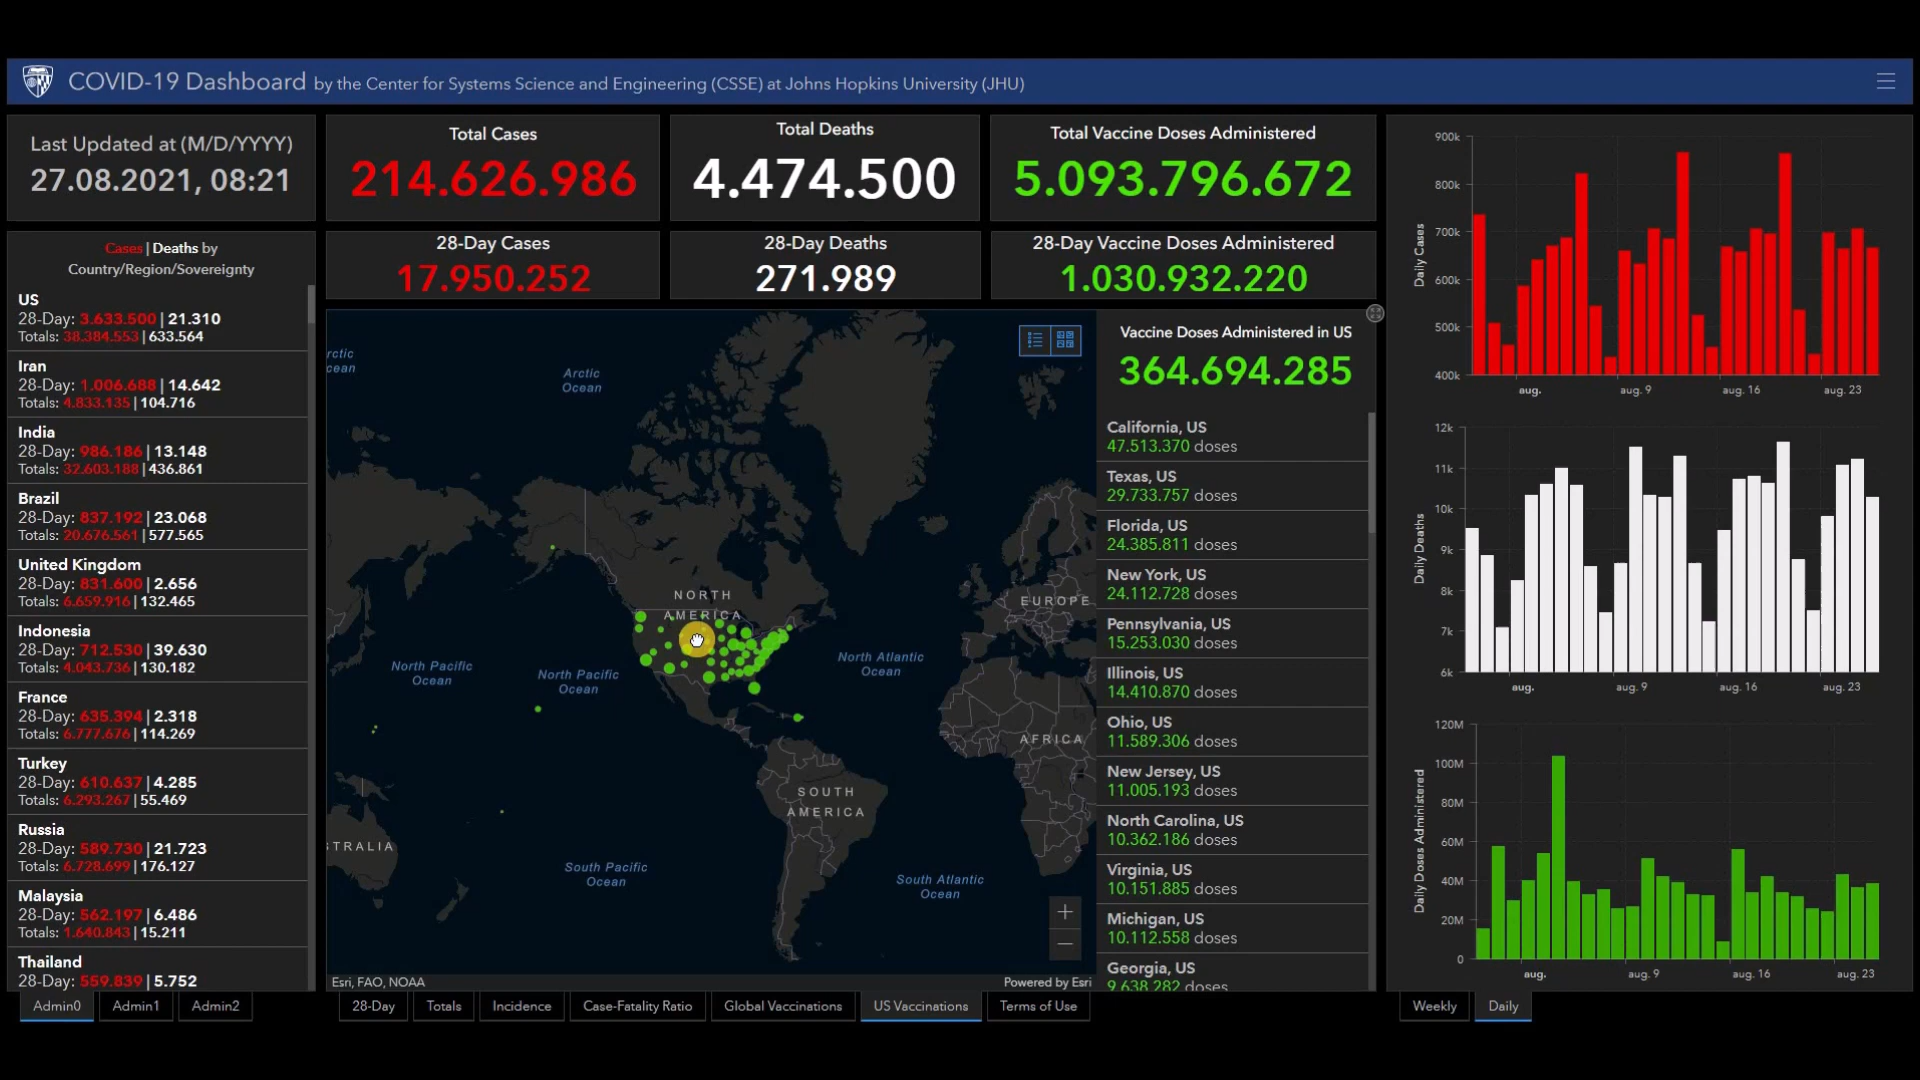 COVID-19 Dashboard by the Center for Systems Science and Engineering (CSSE) at Johns Hopkins University (JHU)
Last Updated at (M/D/YYYY)
27.08.2021, 08:21
Total Cases
214.626.986
Total Deaths
4.474.500
Total Vaccine Doses Administered
5.093.796.672
28-Day Cases
17.950.252
28-Day Deaths
271.989
28-Day Vaccine Doses Administered
1.030.932.220
Cases | Deaths by
Country/Region/Sovereignty
US
28-Day: 3.633.500 | 21.310
Totals: 38.384.553 | 633.564
Iran
28-Day: 1.006.688 | 14.642
Totals: 4.833.135 | 104.716
India
28-Day: 986.186 | 13.148
Totals: 32.603.188 | 436.861
Brazil
28-Day: 837.192 | 23.068
Totals: 20.676.561 | 577.565
United Kingdom
28-Day: 831.600 | 2.656
Totals: 6.659.916 | 132.465
Indonesia
28-Day: 712.530 | 39.630
Totals: 4.043.736 | 130.182
France
28-Day: 635.394 | 2.318
Totals: 6.777.676 | 114.269
Turkey
28-Day: 610.637 | 4.285
Totals: 6.293.267 | 55.469
Russia
28-Day: 589.730 | 21.723
Totals: 6.728.699 | 176.127
Malaysia
28-Day: 562.197 | 6.486
Totals: 1.640.843 | 15.211
Thailand
28-Day: 559.839 | 5.752
Admin0
Admin1
Admin2
rctic
cean
Arctic
Ocean
NORTH
AMERICA
EUROPE
North Pacific
Ocean
North Pacific
Ocean
North Atlantic
Ocean
AFRICA
SOUTH
AMERICA
TRALIA
South Pacific
Ocean
South Atlantic
Ocean
+
−
Esri, FAO, NOAA
Powered by Esri
28-Day
Totals
Incidence
Case-Fatality Ratio
Global Vaccinations
US Vaccinations
Terms of Use
Vaccine Doses Administered in US
364.694.285
California, US
47.513.370 doses
Texas, US
29.733.757 doses
Florida, US
24.385.811 doses
New York, US
24.112.728 doses
Pennsylvania, US
15.253.030 doses
Illinois, US
14.410.870 doses
Ohio, US
11.589.306 doses
New Jersey, US
11.005.193 doses
North Carolina, US
10.362.186 doses
Virginia, US
10.151.885 doses
Michigan, US
10.112.558 doses
Georgia, US
9.638.282 doses
Daily Cases
900k
800k
700k
600k
500k
400k
aug.
aug. 9
aug. 16
aug. 23
Daily Deaths
12k
11k
10k
9k
8k
7k
6k
aug.
aug. 9
aug. 16
aug. 23
Daily Doses Administered
120M
100M
80M
60M
40M
20M
0
aug.
aug. 9
aug. 16
aug. 23
Weekly
Daily